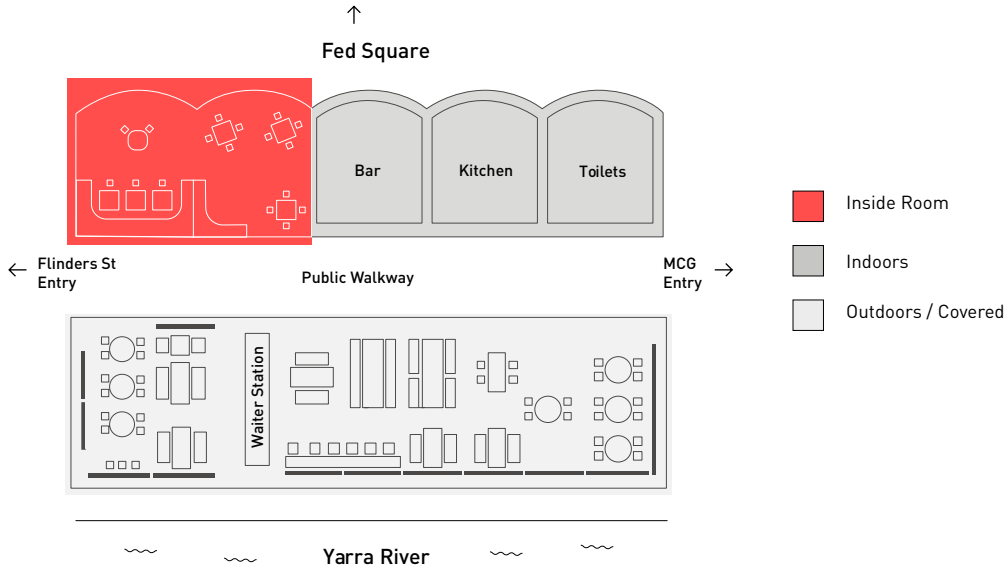 Fed Square
Bar
Kitchen
Toilets
Inside Room
Indoors
Outdoors / Covered
Flinders St
Entry
Public Walkway
MCG
Entry
Waiter Station
Yarra River